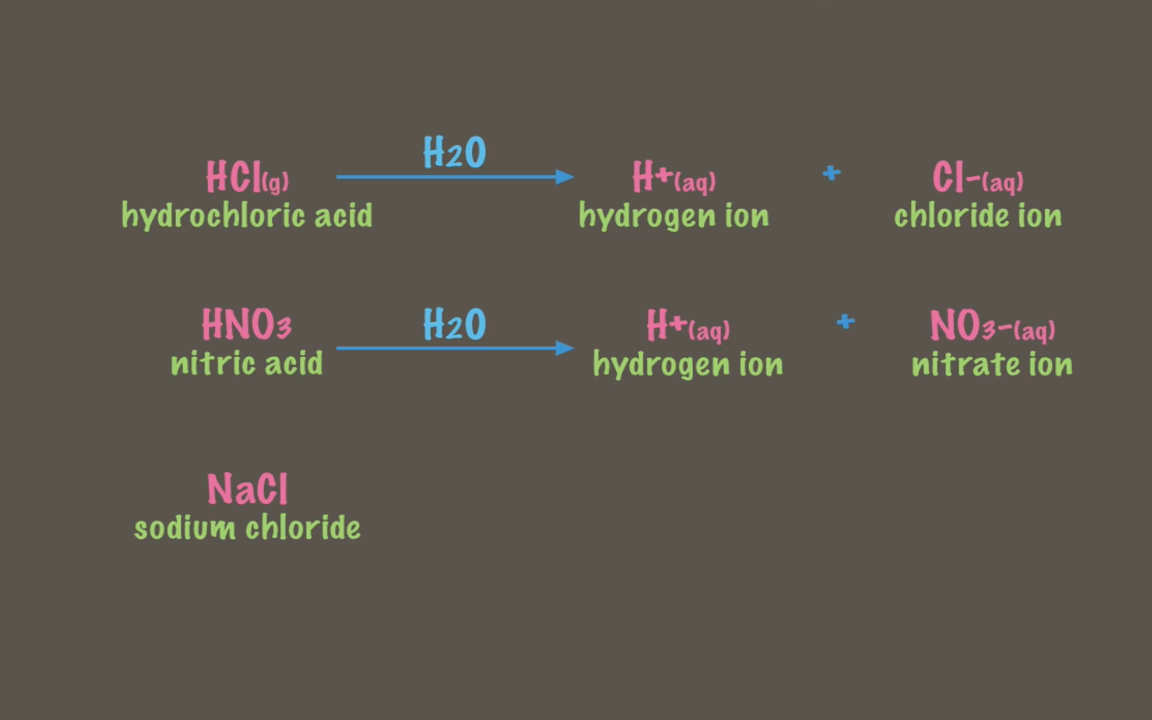 H2O
HCl(g) H+(aq) + Cl-(aq)
hydrochloric acid hydrogen ion chloride ion
H2O
HNO3 H+(aq) + NO3-(aq)
nitric acid hydrogen ion nitrate ion
NaCl
sodium chloride